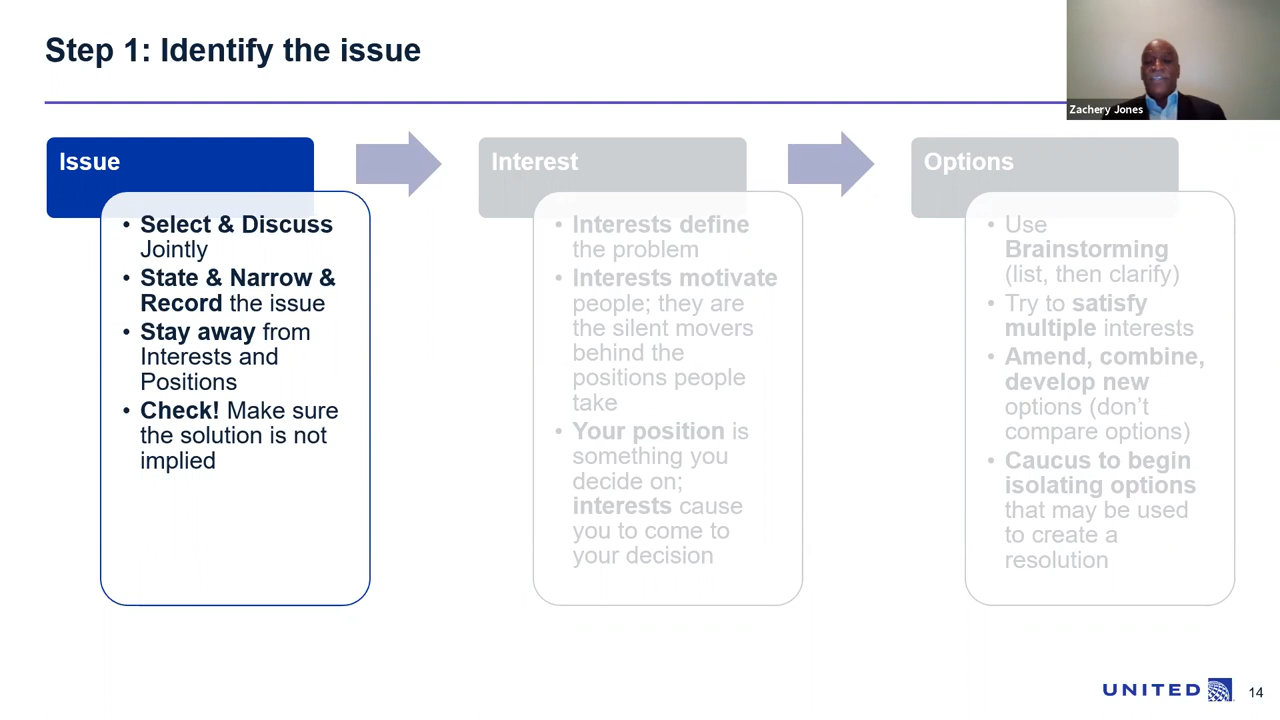 Step 1: Identify the issue
Zachery Jones
Issue
• Select & Discuss
Jointly
• State & Narrow &
Record the issue
• Stay away from
Interests and
Positions
• Check! Make sure
the solution is not
implied
Interest
• Interests define
the problem
• Interests motivate
people; they are
the silent movers
behind the
positions people
take
• Your position is
something you
decide on;
interests cause
you to come to
your decision
Options
• Use
Brainstorming
(list, then clarify)
• Try to satisfy
multiple interests
• Amend, combine,
develop new
options (don’t
compare options)
• Caucus to begin
isolating options
that may be used
to create a
resolution
UNITED
14